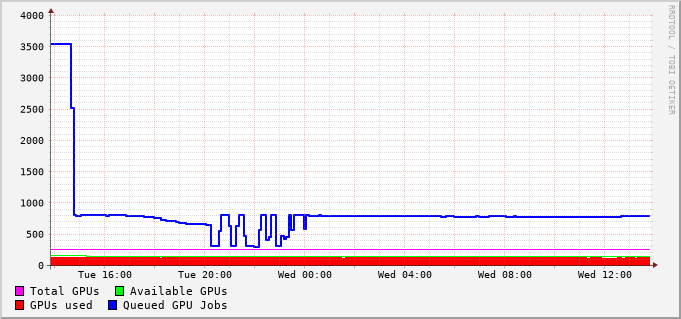 RRDTOOL / TOBI OETIKER
4000
3500
3000
2500
2000
1500
1000
500
0
Tue 16:00 Tue 20:00 Wed 00:00 Wed 04:00 Wed 08:00 Wed 12:00
Total GPUs Available GPUs
GPUs used Queued GPU Jobs